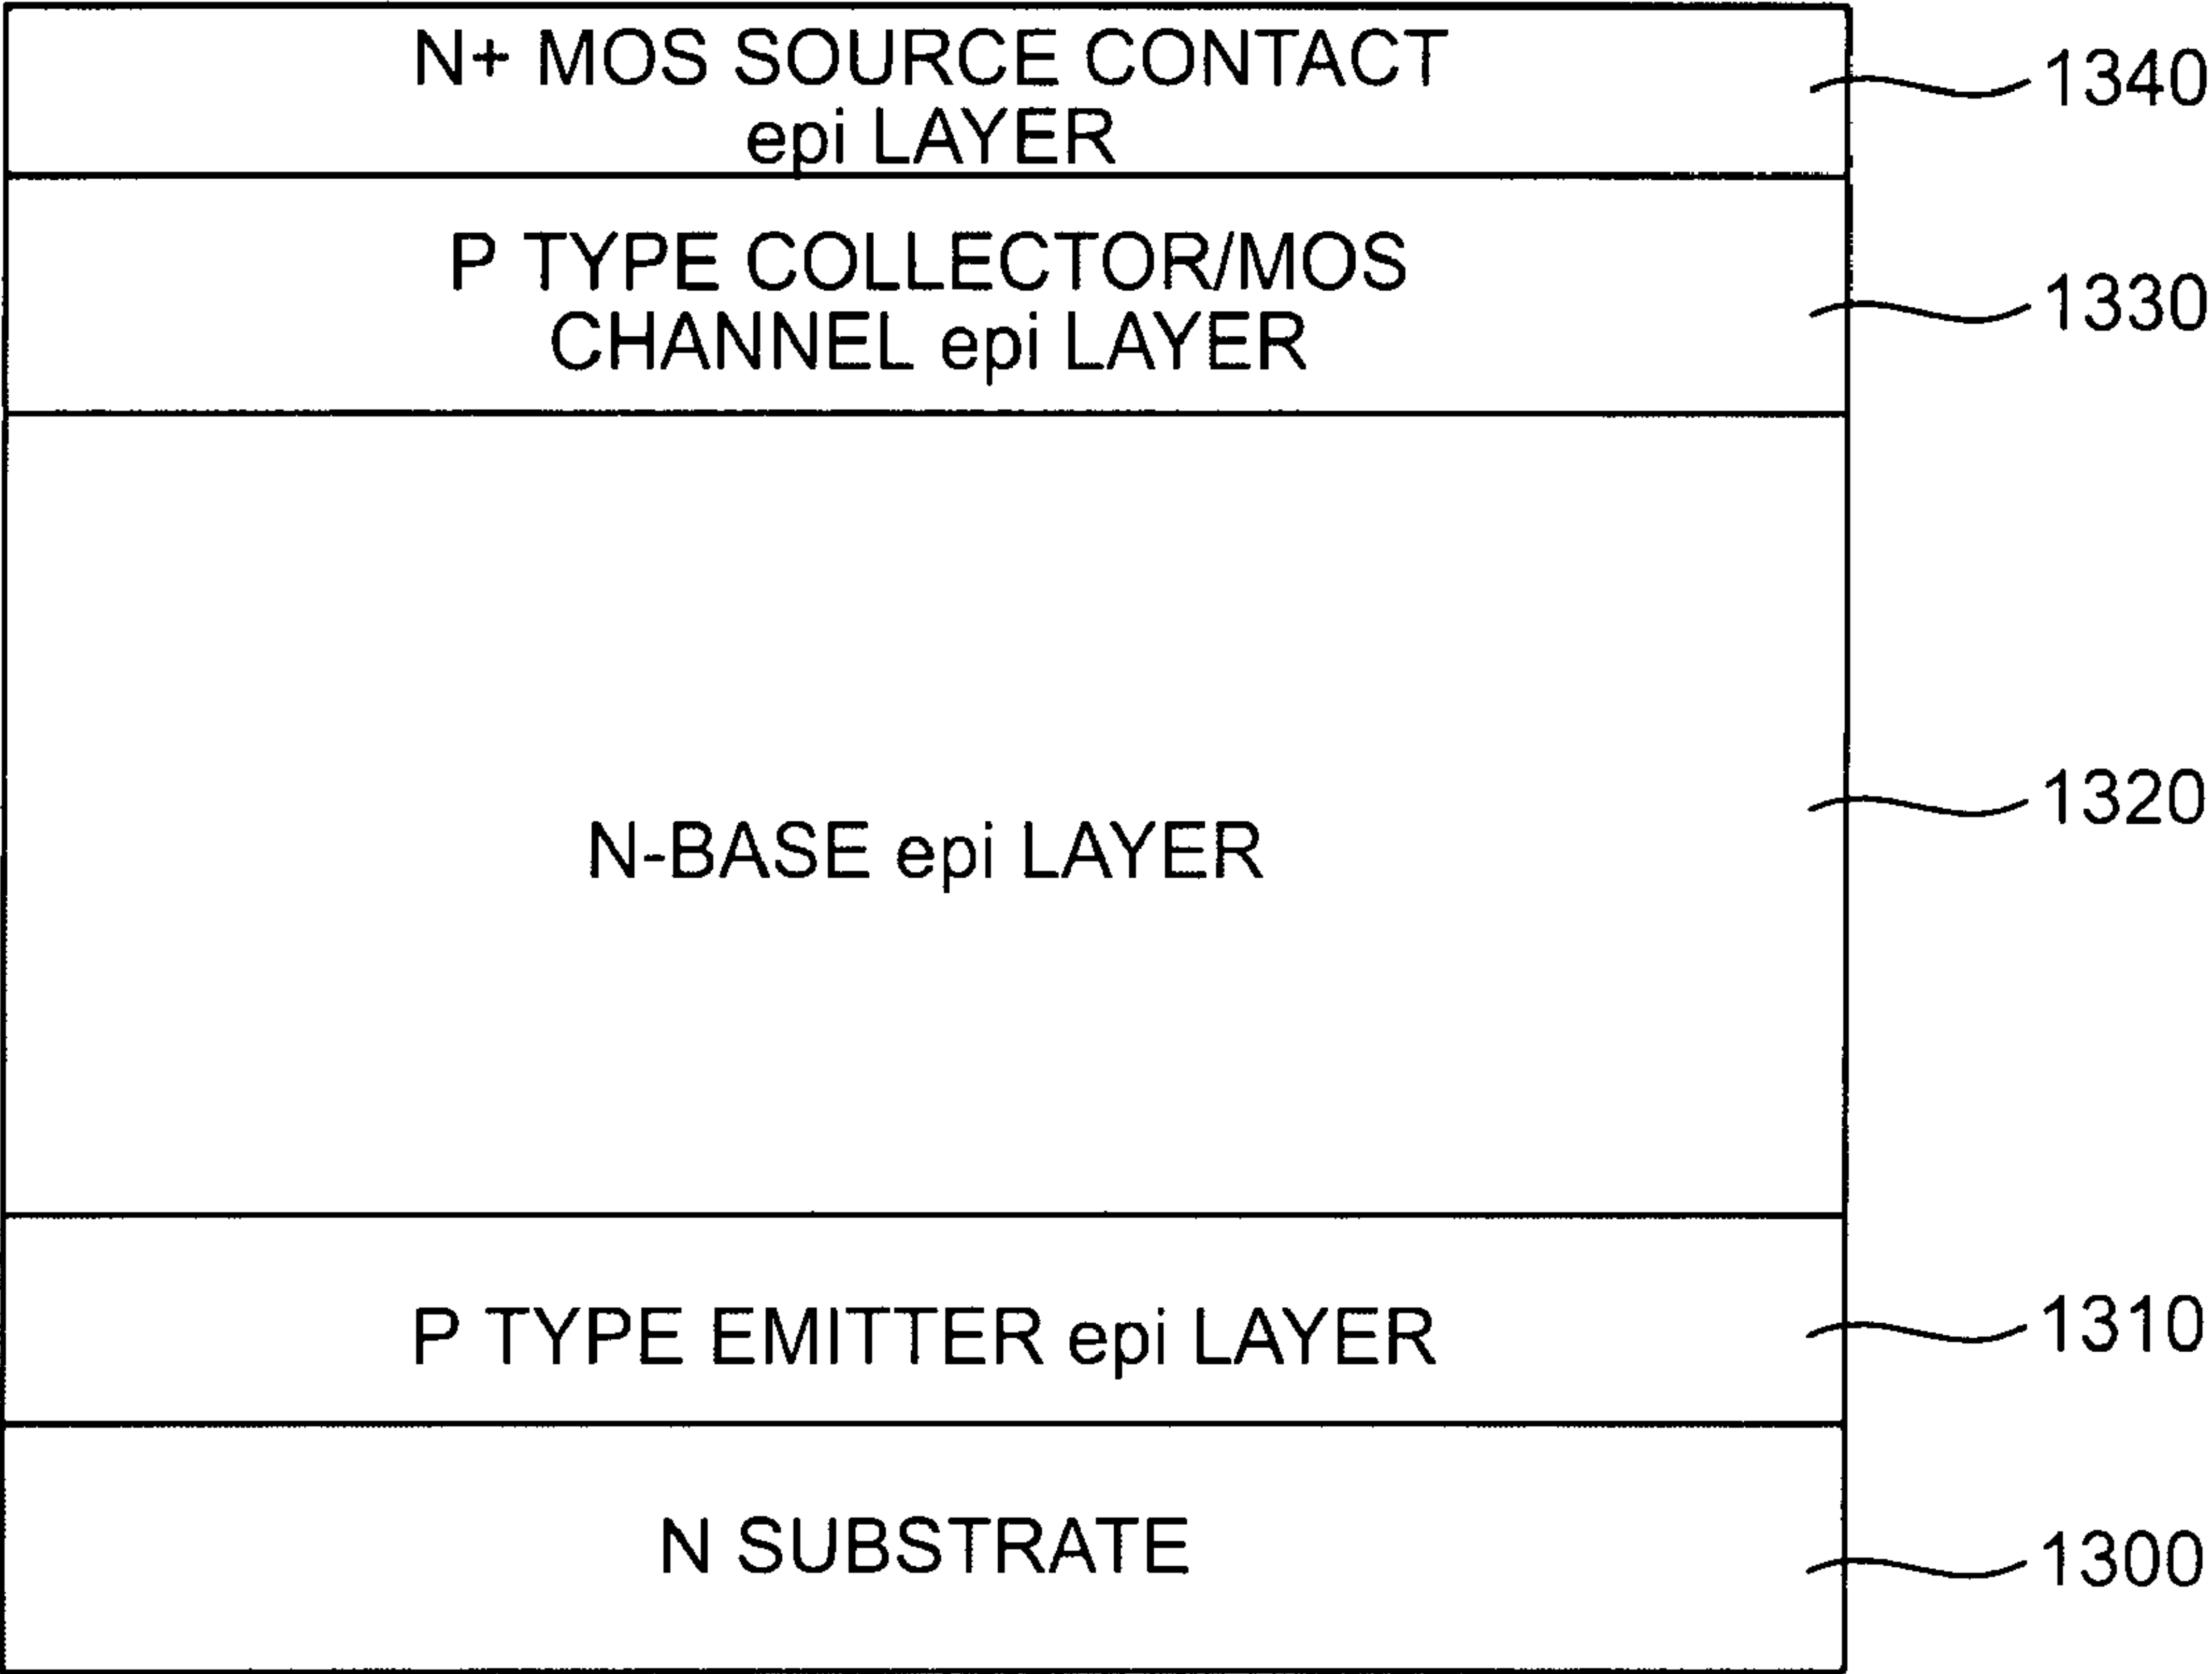 N+ MOS SOURCE CONTACT
epi LAYER
1340
P TYPE COLLECTOR/MOS
CHANNEL epi LAYER
1330
N-BASE epi LAYER
1320
P TYPE EMITTER epi LAYER
1310
N SUBSTRATE
1300